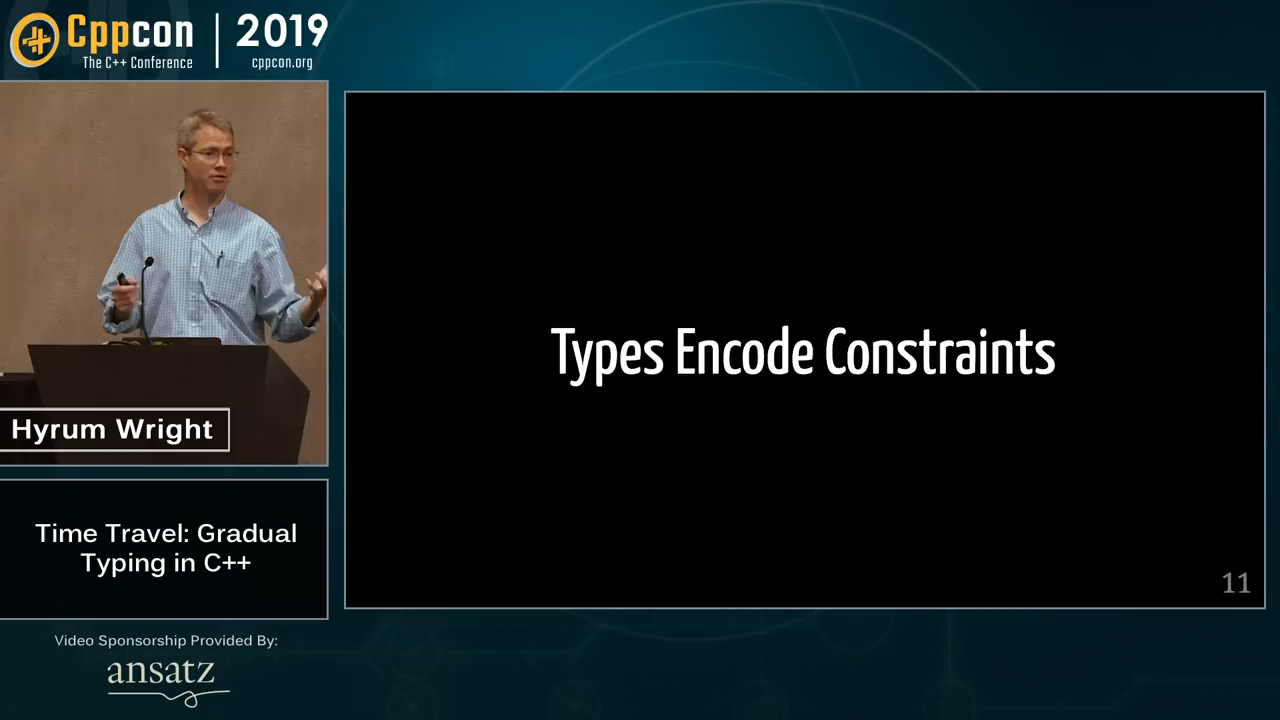 Cppcon
The C++ Conference
2019
cppcon.org
Types Encode Constraints
11
Hyrum Wright
Time Travel: Gradual
Typing in C++
Video Sponsorship Provided By:
ansatz